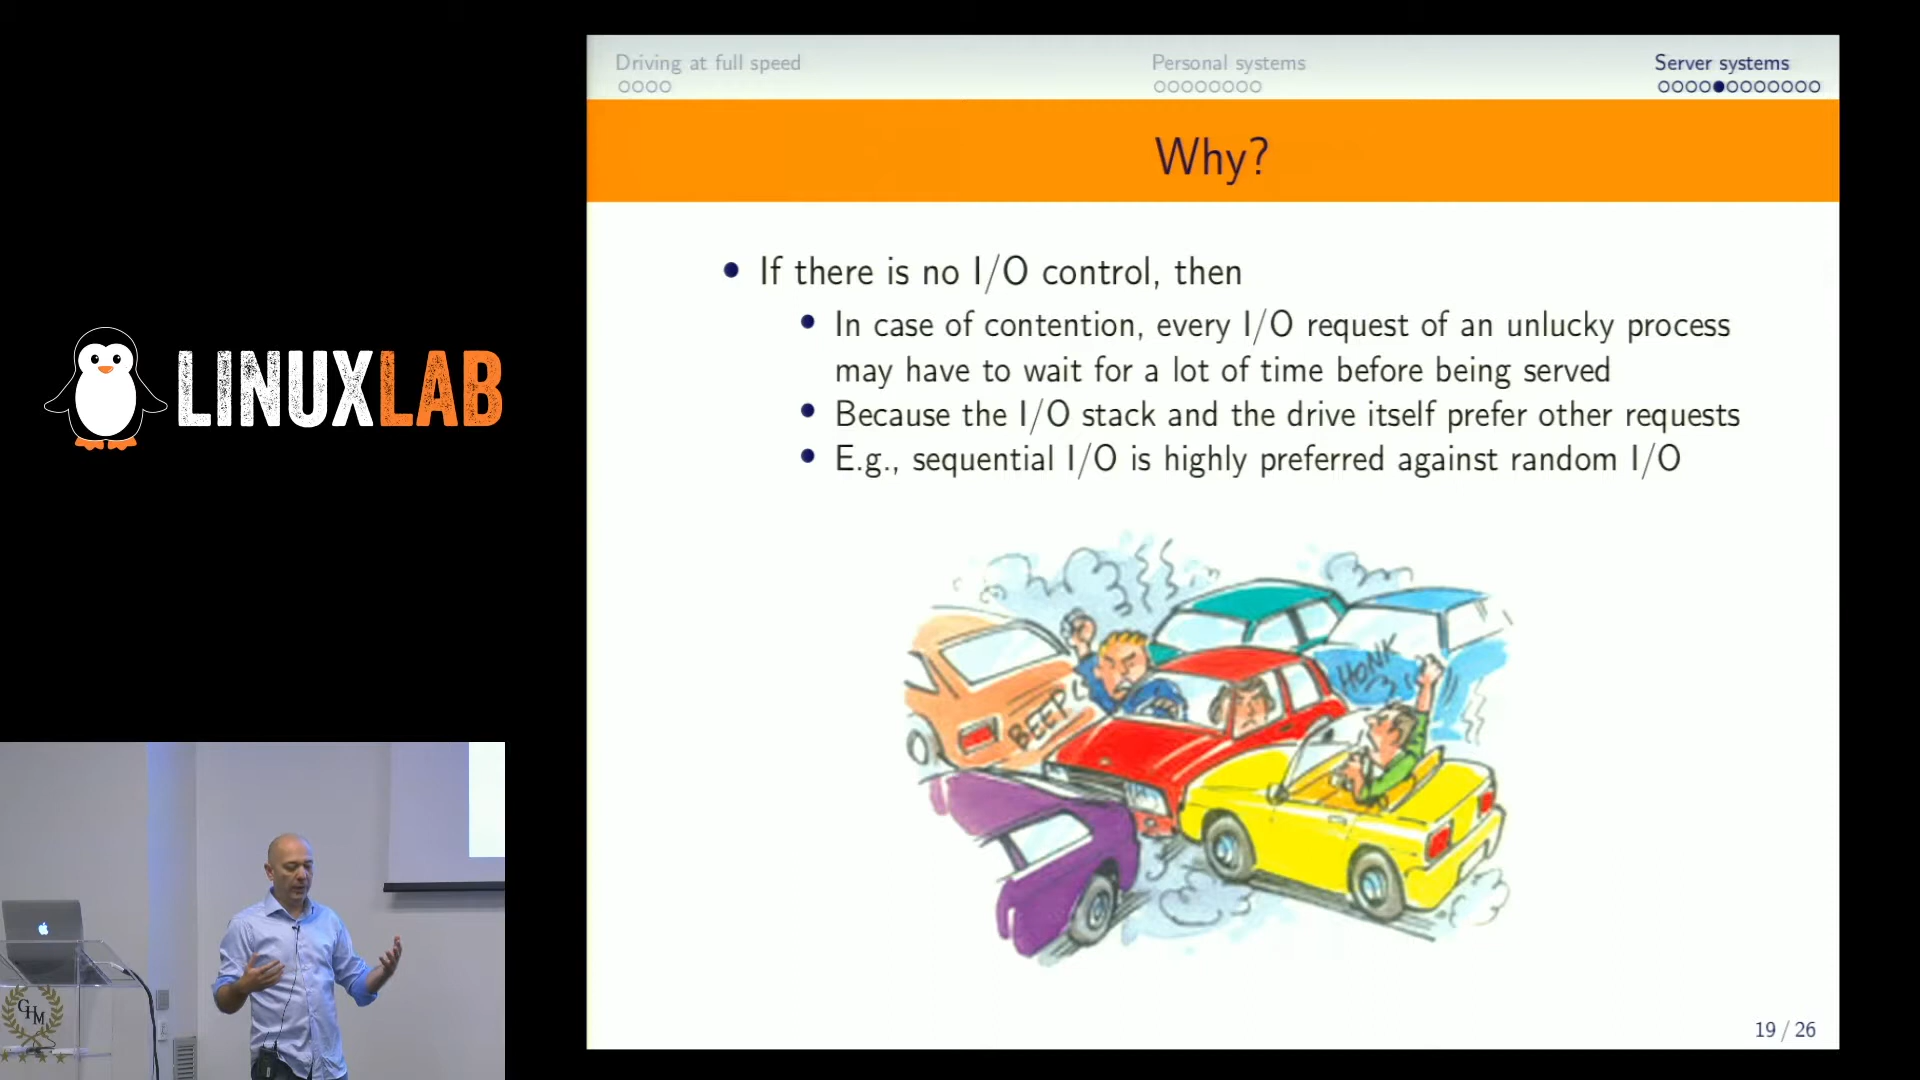 Driving at full speed
Personal systems
Server systems
Why?
If there is no I/O control, then
In case of contention, every I/O request of an unlucky process
may have to wait for a lot of time before being served
Because the I/O stack and the drive itself prefer other requests
E.g., sequential I/O is highly preferred against random I/O
LINUXLAB
HONK
BEEP
GHM
19 / 26